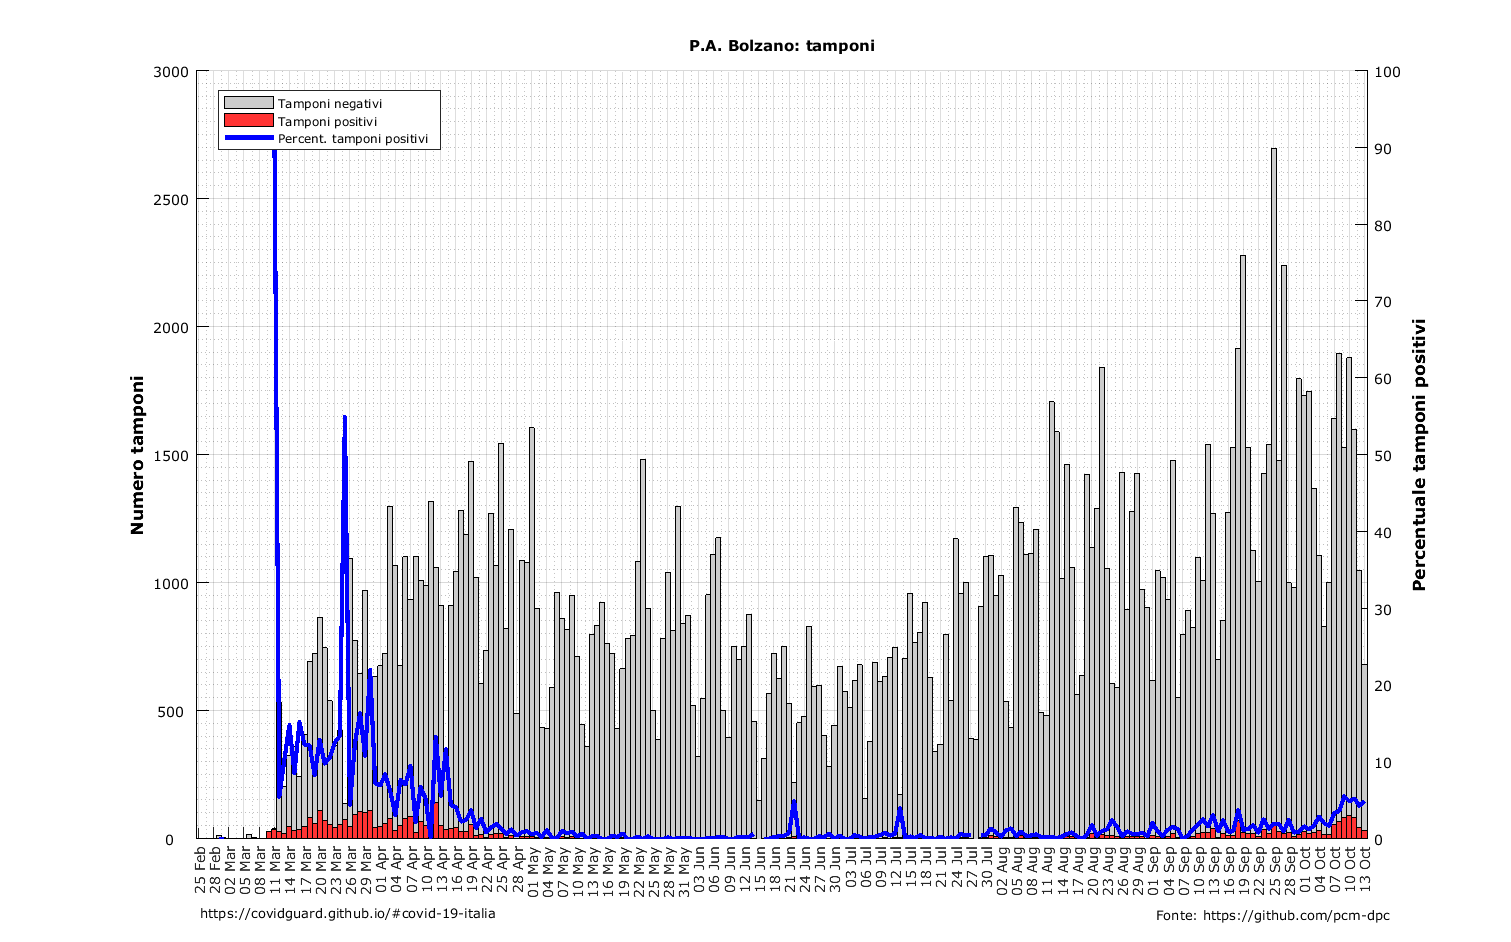 P.A. Bolzano: tamponi
3000
2500
2000
1500
1000
500
0
Numero tamponi
Tamponi negativi
Tamponi positivi
Percent. tamponi positivi
100
90
80
70
60
50
40
30
20
10
0
Percentuale tamponi positivi
25 Feb
28 Feb
02 Mar
05 Mar
08 Mar
11 Mar
14 Mar
17 Mar
20 Mar
23 Mar
26 Mar
29 Mar
01 Apr
04 Apr
07 Apr
10 Apr
13 Apr
16 Apr
19 Apr
22 Apr
25 Apr
28 Apr
01 May
04 May
07 May
10 May
13 May
16 May
19 May
22 May
25 May
28 May
31 May
03 Jun
06 Jun
09 Jun
12 Jun
15 Jun
18 Jun
21 Jun
24 Jun
27 Jun
30 Jun
03 Jul
06 Jul
09 Jul
12 Jul
15 Jul
18 Jul
21 Jul
24 Jul
27 Jul
30 Jul
02 Aug
05 Aug
08 Aug
11 Aug
14 Aug
17 Aug
20 Aug
23 Aug
26 Aug
29 Aug
01 Sep
04 Sep
07 Sep
10 Sep
13 Sep
16 Sep
19 Sep
22 Sep
25 Sep
28 Sep
01 Oct
04 Oct
07 Oct
10 Oct
13 Oct
https://covidguard.github.io/#covid-19-italia
Fonte: https://github.com/pcm-dpc